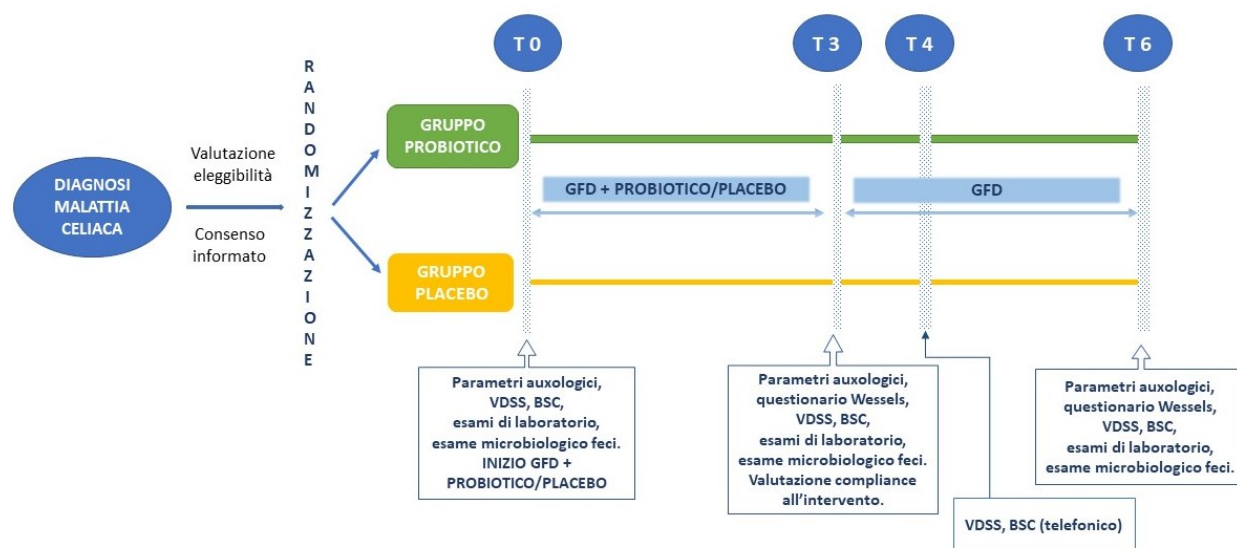 T 0
T 3
T 4
T 6
DIAGNOSI
MALATTIA
CELIACA
Valutazione
eleggibilità
Consenso
informato
RANDOMIZZAZIONE
GRUPPO
PROBIOTICO
GFD + PROBIOTICO/PLACEBO
GFD
GRUPPO
PLACEBO
Parametri auxologici,
VDSS, BSC,
esami di laboratorio,
esame microbiologico feci.
INIZIO GFD +
PROBIOTICO/PLACEBO
Parametri auxologici,
questionario Wessels,
VDSS, BSC,
esami di laboratorio,
esame microbiologico feci.
Valutazione compliance
all’intervento.
VDSS, BSC (telefonico)
Parametri auxologici,
questionario Wessels,
VDSS, BSC,
esami di laboratorio,
esame microbiologico feci.